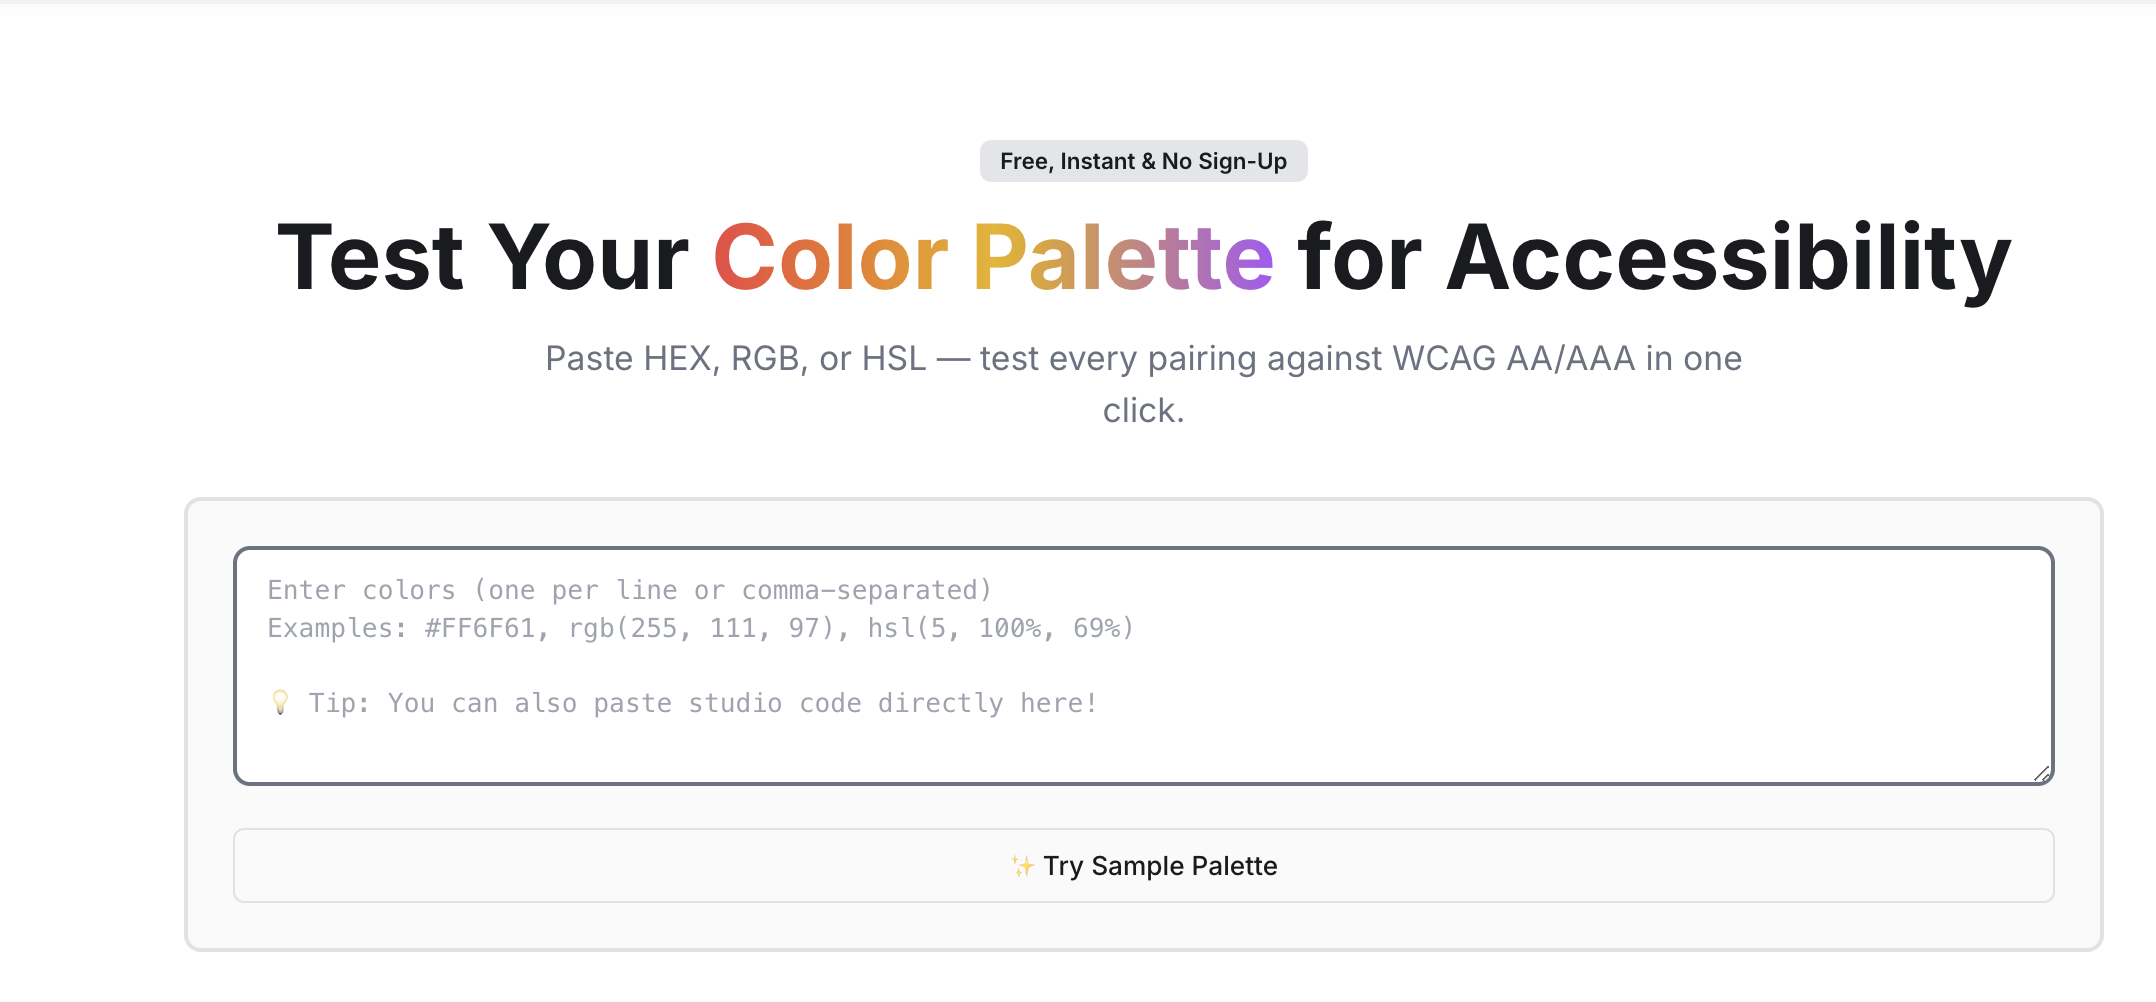 Free, Instant & No Sign-Up
Test Your Color Palette for Accessibility
Paste HEX, RGB, or HSL — test every pairing against WCAG AA/AAA in one
click.
Enter colors (one per line or comma-separated)
Examples: #FF6F61, rgb(255, 111, 97), hsl(5, 100%, 69%)
💡 Tip: You can also paste studio code directly here!
✨ Try Sample Palette